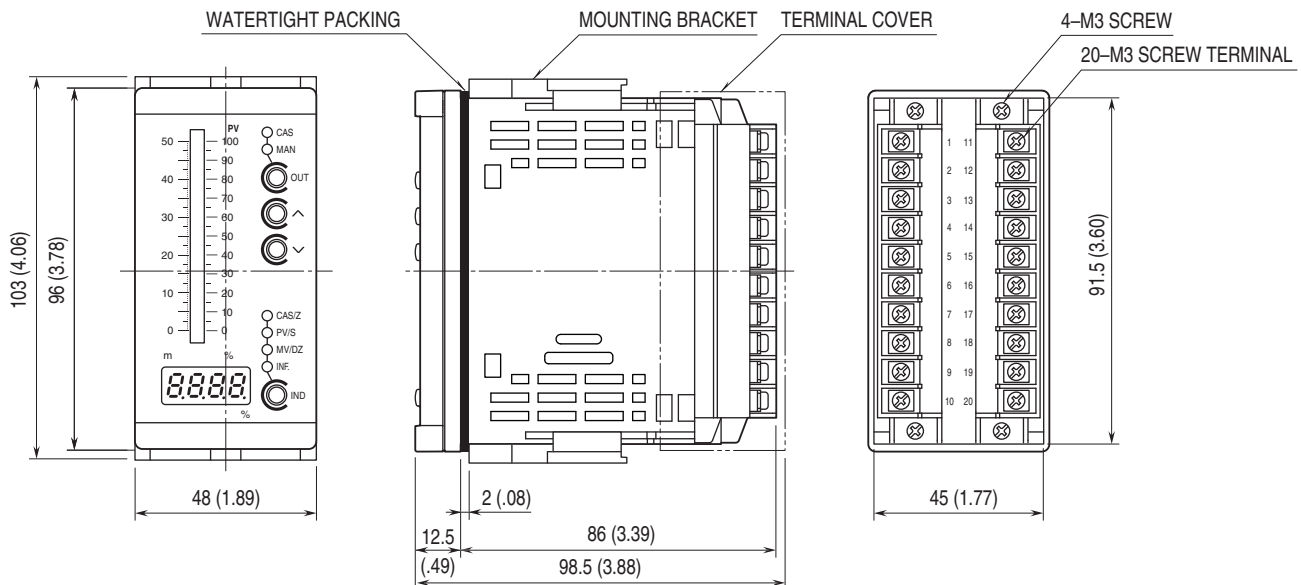 WATERTIGHT PACKING
MOUNTING BRACKET
TERMINAL COVER
4–M3 SCREW
20–M3 SCREW TERMINAL
103 (4.06)
96 (3.78)
PV
50
40
30
20
10
0
m
100
90
80
70
60
50
40
30
20
10
0
%
CAS
MAN
OUT
CAS/Z
PV/S
MV/DZ
INF.
IND
8.8.8.8.
%
48 (1.89)
2 (.08)
12.5
(.49)
86 (3.39)
98.5 (3.88)
1 11
2 12
3 13
4 14
5 15
6 16
7 17
8 18
9 19
10 20
91.5 (3.60)
45 (1.77)